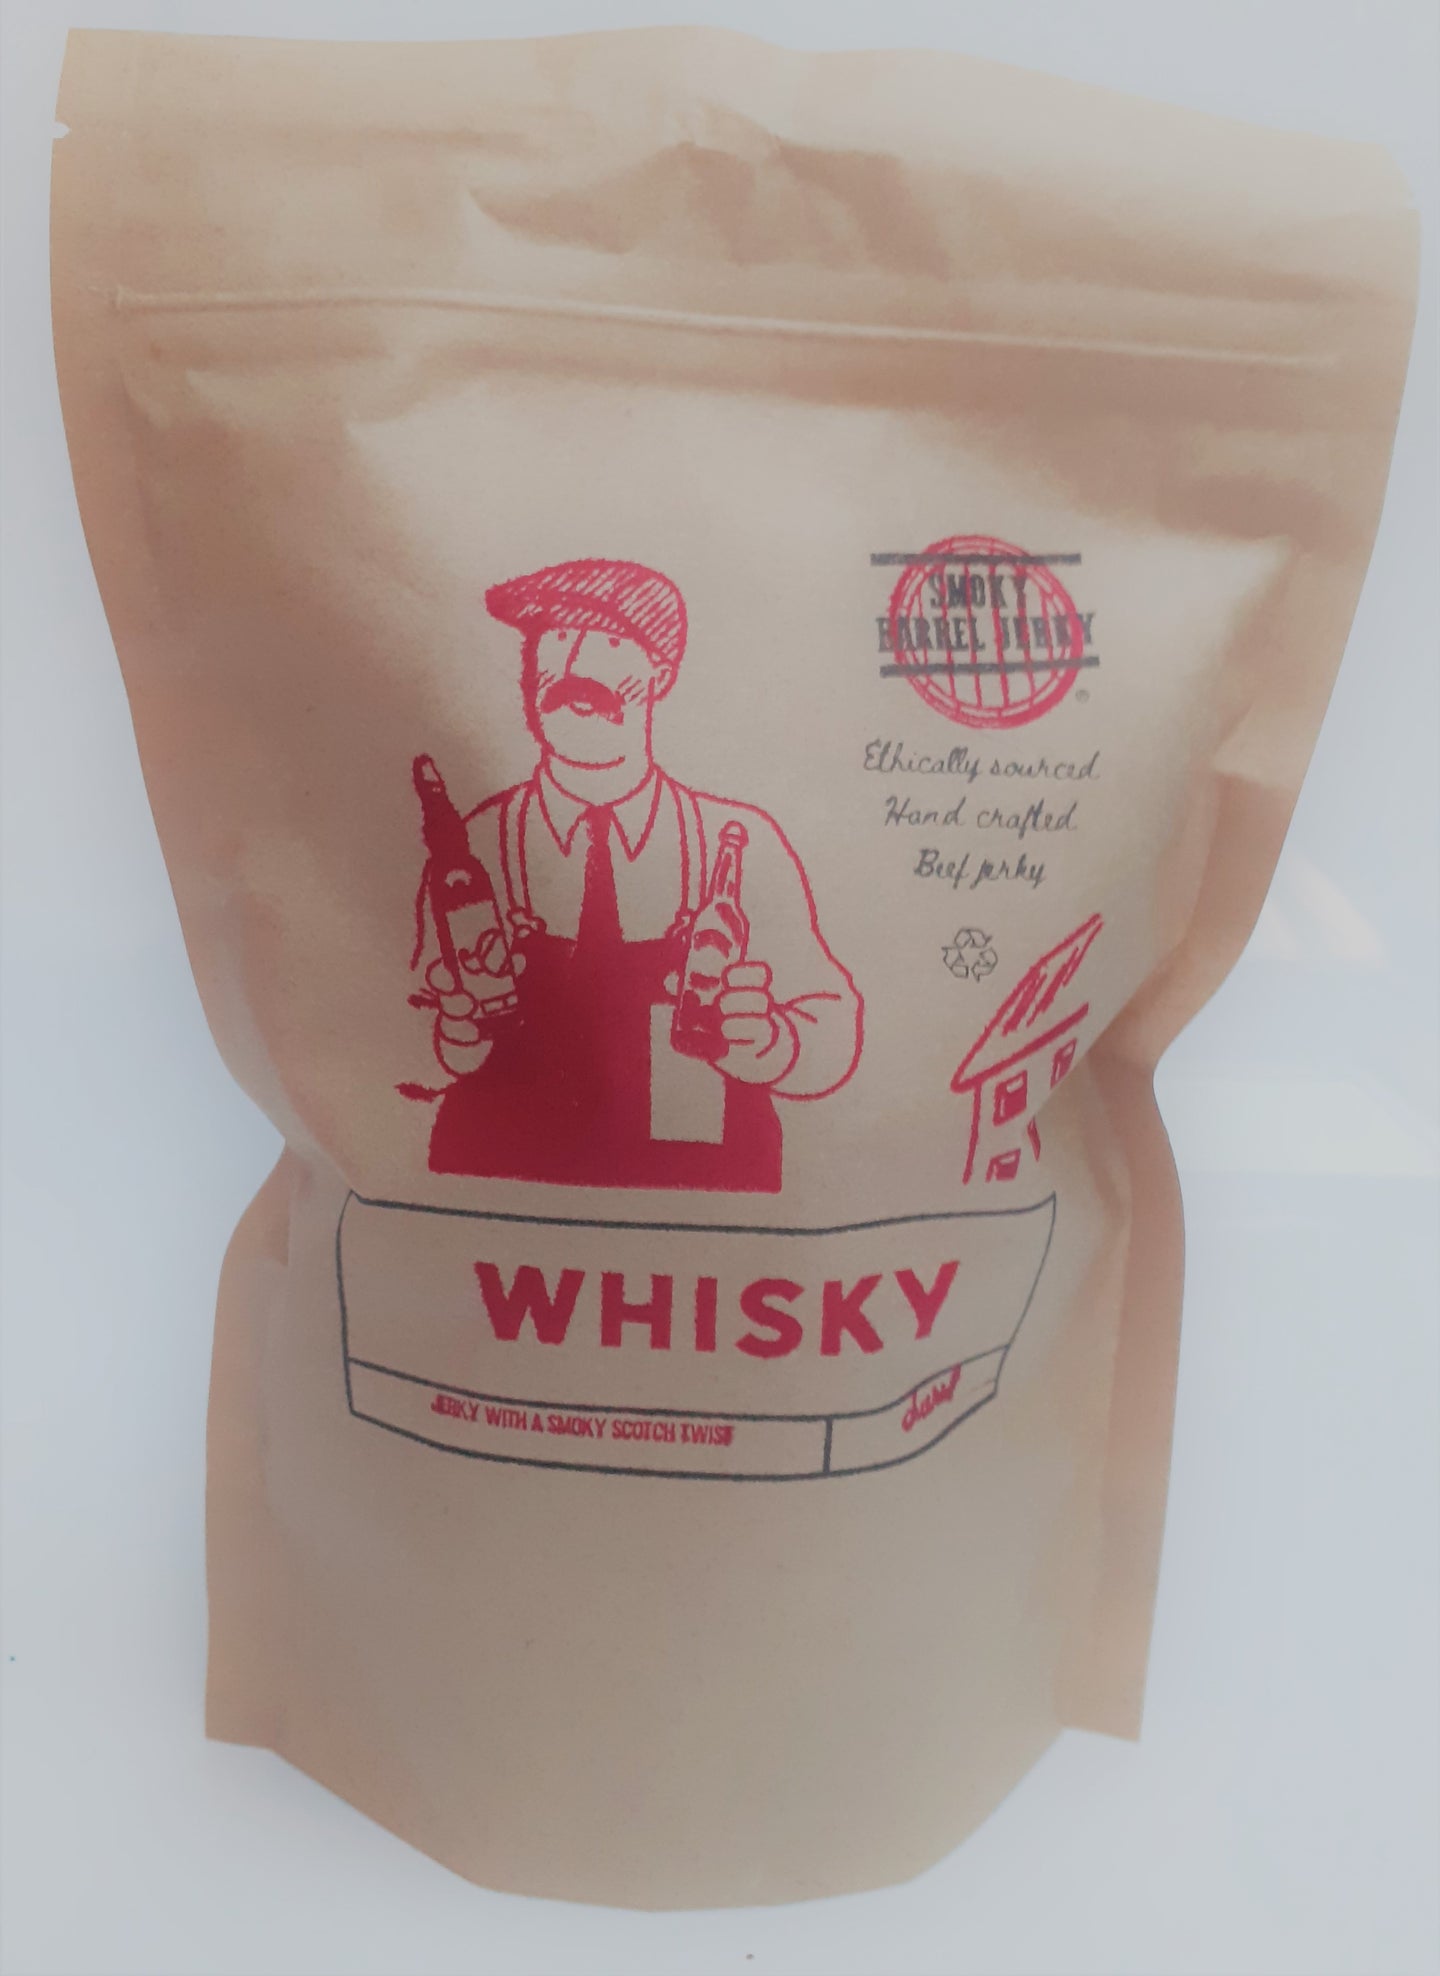 SMOKY
BARREL JERKY
®
Ethically sourced
Hand crafted
Beef jerky
WHISKY
JERKY WITH A SMOKY SCOTCH TWIST